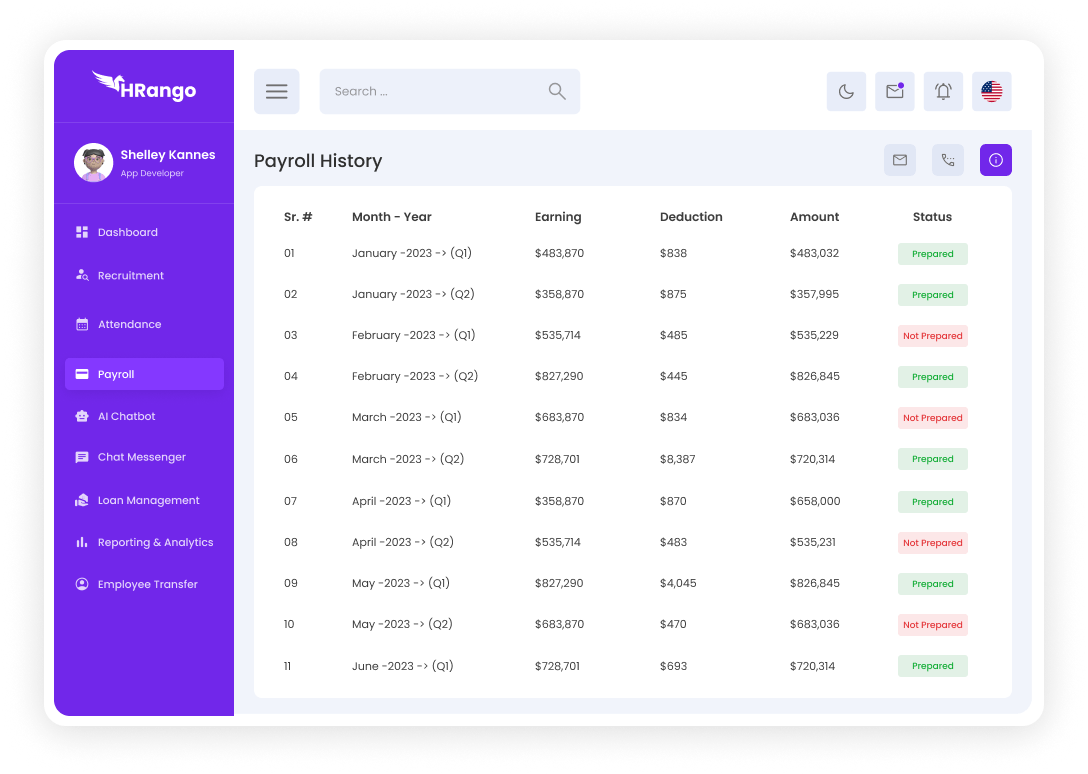 HRango
Search ...
Shelley Kannes
App Developer
Payroll History
Dashboard
Recruitment
Attendance
Payroll
AI Chatbot
Chat Messenger
Loan Management
Reporting & Analytics
Employee Transfer
Sr. # Month - Year Earning Deduction Amount Status
01 January -2023 -> (Q1) $483,870 $838 $483,032 Prepared
02 January -2023 -> (Q2) $358,870 $875 $357,995 Prepared
03 February -2023 -> (Q1) $535,714 $485 $535,229 Not Prepared
04 February -2023 -> (Q2) $827,290 $445 $826,845 Prepared
05 March -2023 -> (Q1) $683,870 $834 $683,036 Not Prepared
06 March -2023 -> (Q2) $728,701 $8,387 $720,314 Prepared
07 April -2023 -> (Q1) $358,870 $870 $658,000 Prepared
08 April -2023 -> (Q2) $535,714 $483 $535,231 Not Prepared
09 May -2023 -> (Q1) $827,290 $4,045 $826,845 Prepared
10 May -2023 -> (Q2) $683,870 $470 $683,036 Not Prepared
11 June -2023 -> (Q1) $728,701 $693 $720,314 Prepared